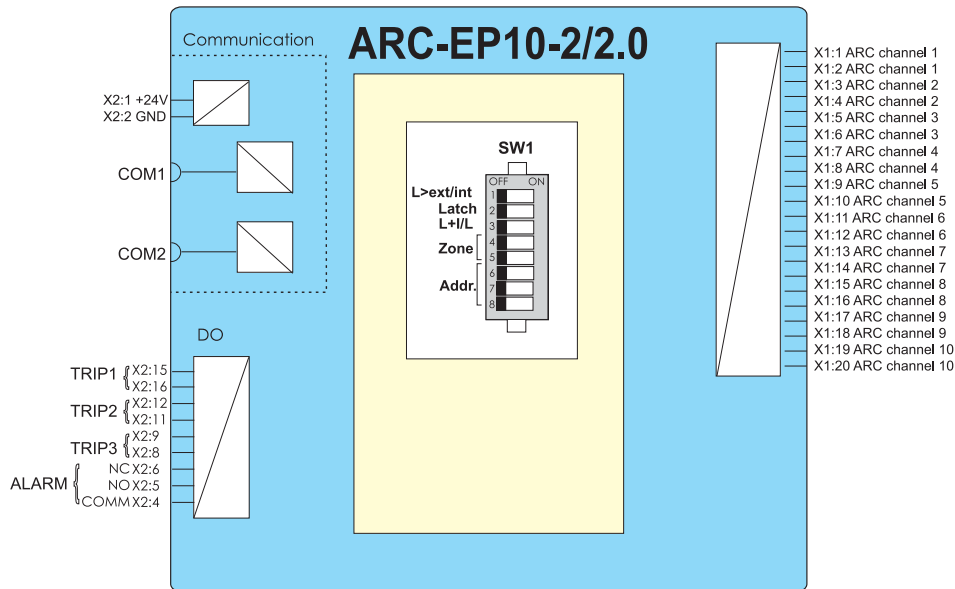 Communication
ARC-EP10-2/2.0
X2:1 +24V
X2:2 GND
COM1
COM2
SW1
OFF ON
L>ext/int 1
Latch 2
L+I/L 3
Zone 4
5
Addr. 6
7
8
DO
TRIP1 X2:15
X2:16
TRIP2 X2:12
X2:11
TRIP3 X2:9
X2:8
ALARM NC X2:6
NO X2:5
COMM X2:4
X1:1 ARC channel 1
X1:2 ARC channel 1
X1:3 ARC channel 2
X1:4 ARC channel 2
X1:5 ARC channel 3
X1:6 ARC channel 3
X1:7 ARC channel 4
X1:8 ARC channel 4
X1:9 ARC channel 5
X1:10 ARC channel 5
X1:11 ARC channel 6
X1:12 ARC channel 6
X1:13 ARC channel 7
X1:14 ARC channel 7
X1:15 ARC channel 8
X1:16 ARC channel 8
X1:17 ARC channel 9
X1:18 ARC channel 9
X1:19 ARC channel 10
X1:20 ARC channel 10